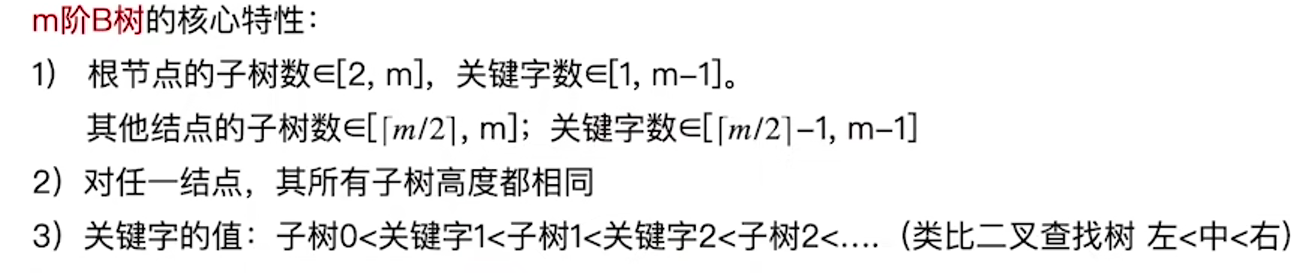 m阶B树的核心特性：
1） 根节点的子树数∈[2, m]，关键字数∈[1, m−1]。
其他结点的子树数∈[⌈m/2⌉, m]；关键字数∈[⌈m/2⌉−1, m−1]
2）对任一结点，其所有子树高度都相同
3）关键字的值：子树0<关键字1<子树1<关键字2<子树2<….（类比二叉查找树 左<中<右）